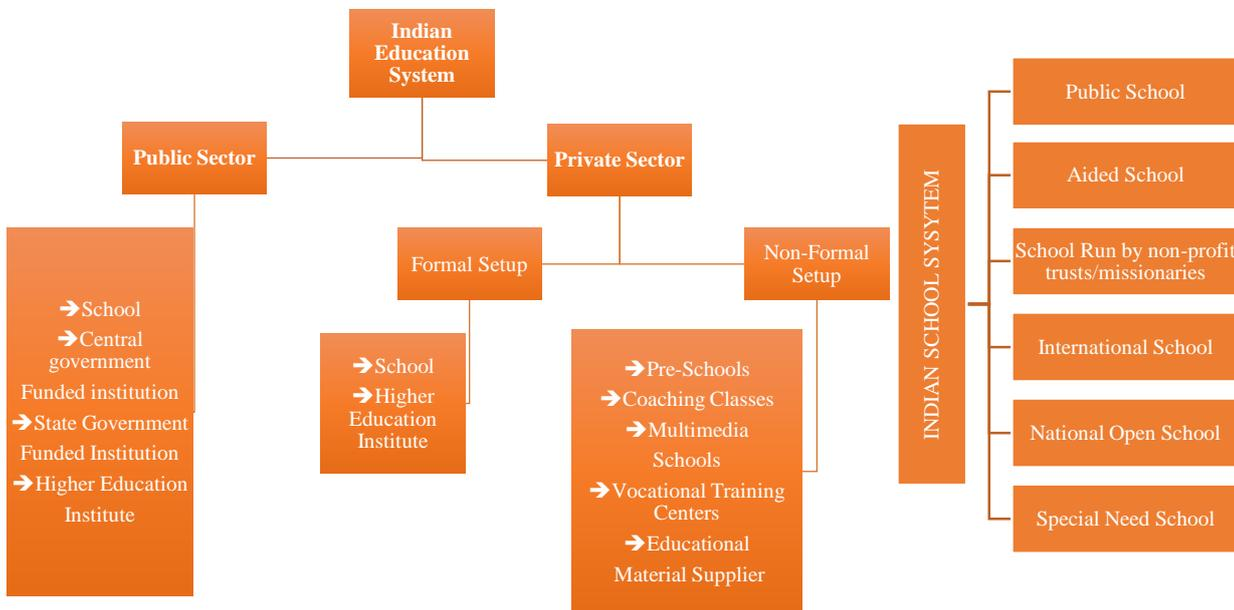 Indian
Education
System
Public Sector
Private Sector
➔School
➔Central
government
Funded institution
➔State Government
Funded Institution
➔Higher Education
Institute
Formal Setup
➔School
➔Higher
Education
Institute
Non-Formal
Setup
➔Pre-Schools
➔Coaching Classes
➔Multimedia
Schools
➔Vocational Training
Centers
➔Educational
Material Supplier
INDIAN SCHOOL SYSYTEM
Public School
Aided School
School Run by non-profit
trusts/missionaries
International School
National Open School
Special Need School